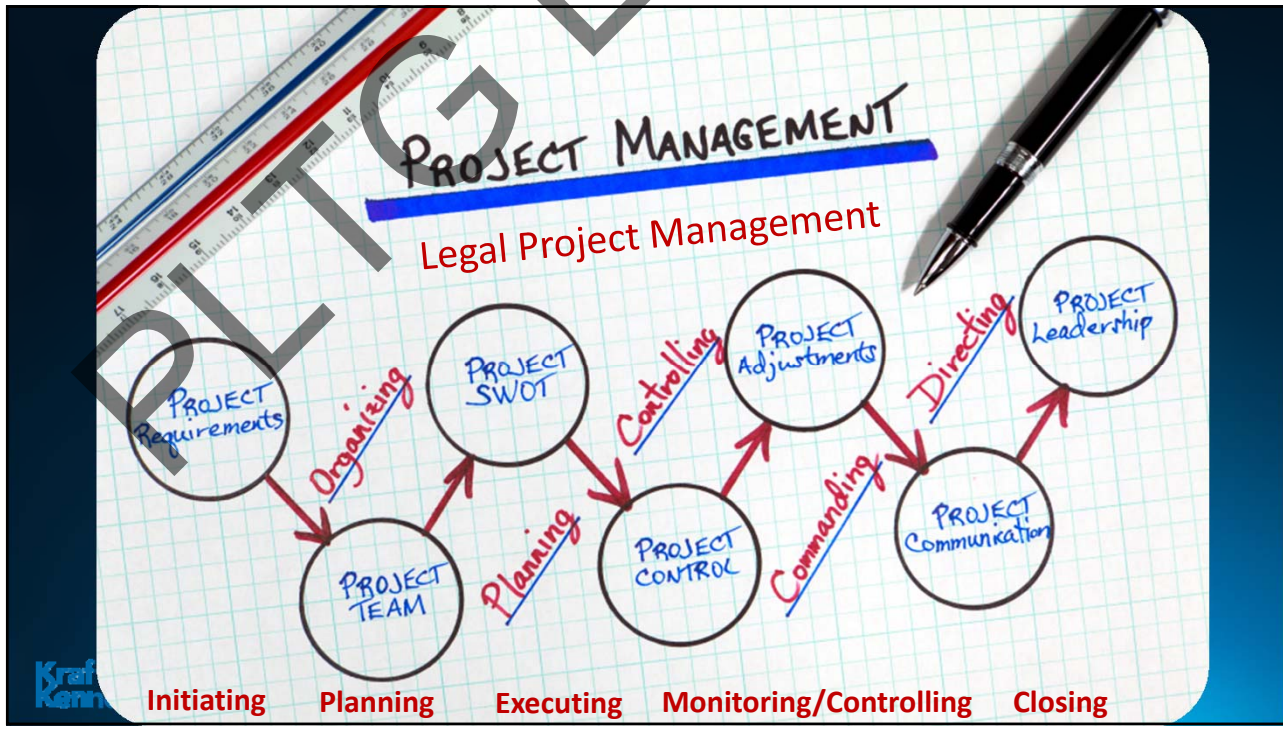 PROJECT MANAGEMENT
Legal Project Management
PROJECT
Requirements
Organizing
PROJECT
TEAM
PROJECT
SWOT
Planning
Controlling
PROJECT
CONTROL
PROJECT
Adjustments
Commanding
Directing
PROJECT
Communication
PROJECT
Leadership
Initiating Planning Executing Monitoring/Controlling Closing
PLTG